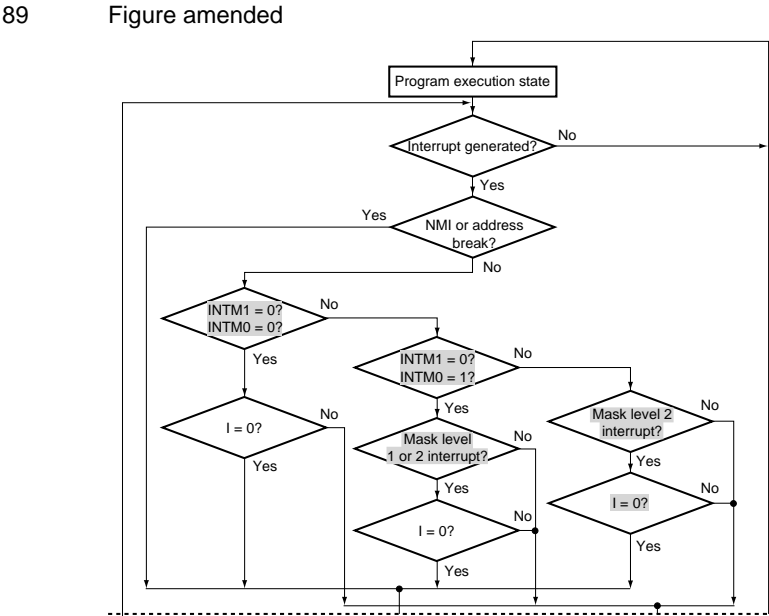 89 Figure amended
Program execution state
Interrupt generated?
No
Yes
Yes
NMI or address
break?
No
INTM1 = 0?
INTM0 = 0?
No
Yes
INTM1 = 0?
INTM0 = 1?
No
Yes
I = 0?
No
Yes
Mask level
1 or 2 interrupt?
No
Yes
Mask level 2
interrupt?
No
Yes
I = 0?
No
Yes
I = 0?
No
Yes